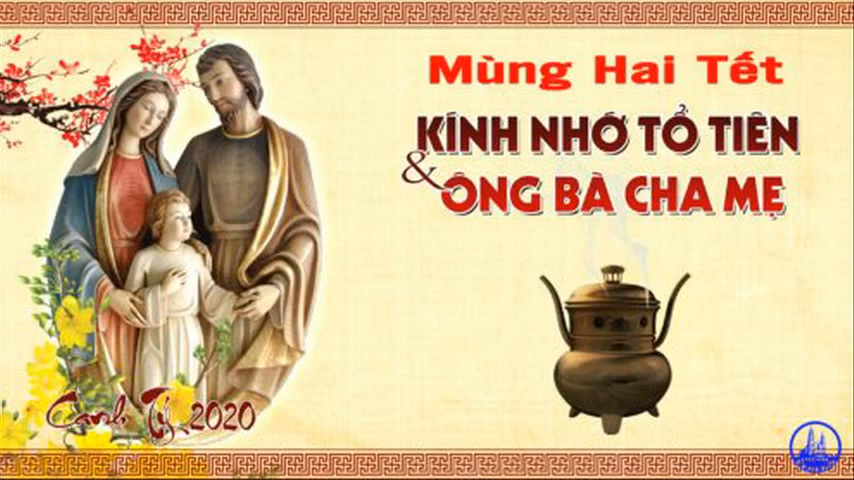 Mùng Hai Tết
KÍNH NHỚ TỔ TIÊN
& ÔNG BÀ CHA MẸ
Canh Tý 2020